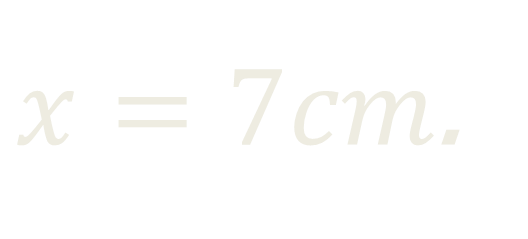 x = 7cm.